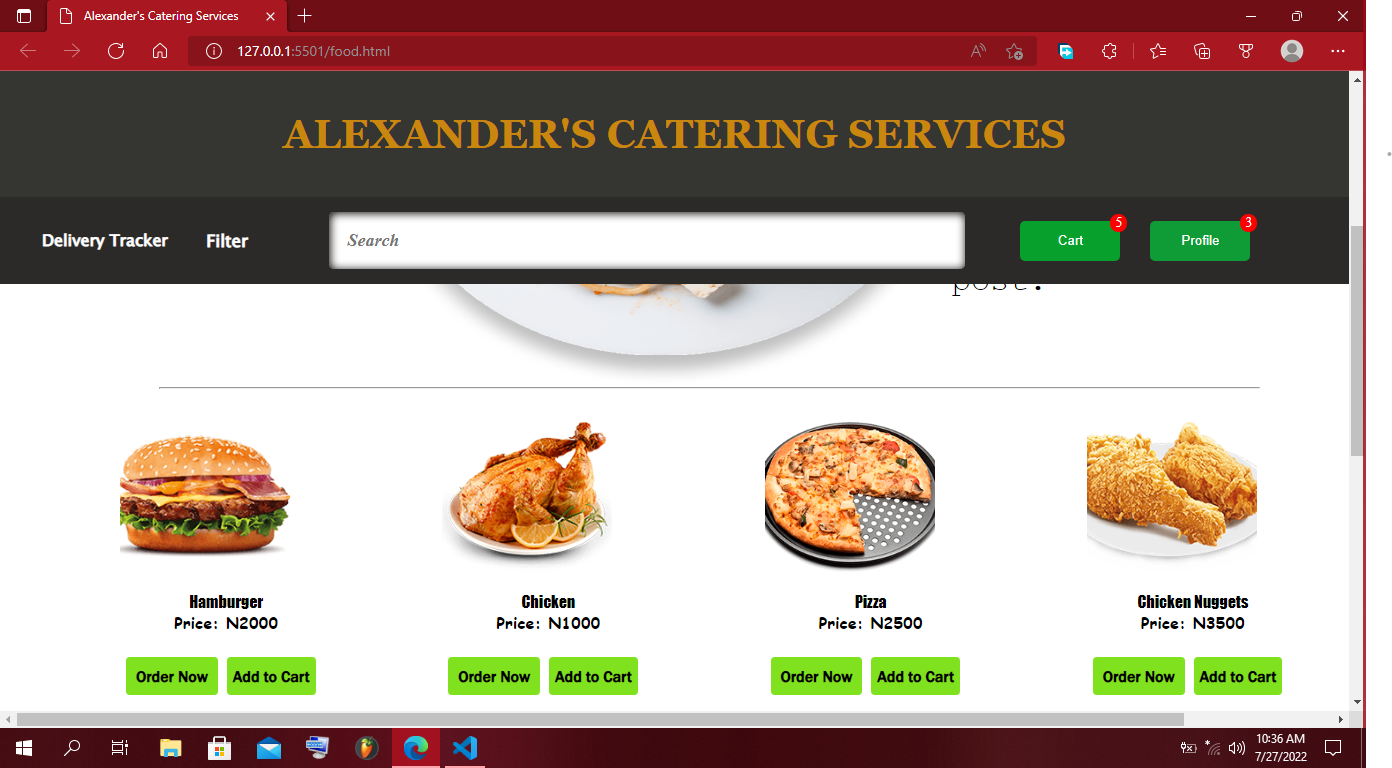 Alexander's Catering Services
127.0.0.1:5501/food.html
ALEXANDER'S CATERING SERVICES
Delivery Tracker Filter Search Cart 5 Profile 3
post.
Hamburger Chicken Pizza Chicken Nuggets
Price: N2000 Price: N1000 Price: N2500 Price: N3500
Order Now Add to Cart Order Now Add to Cart Order Now Add to Cart Order Now Add to Cart
10:36 AM
7/27/2022